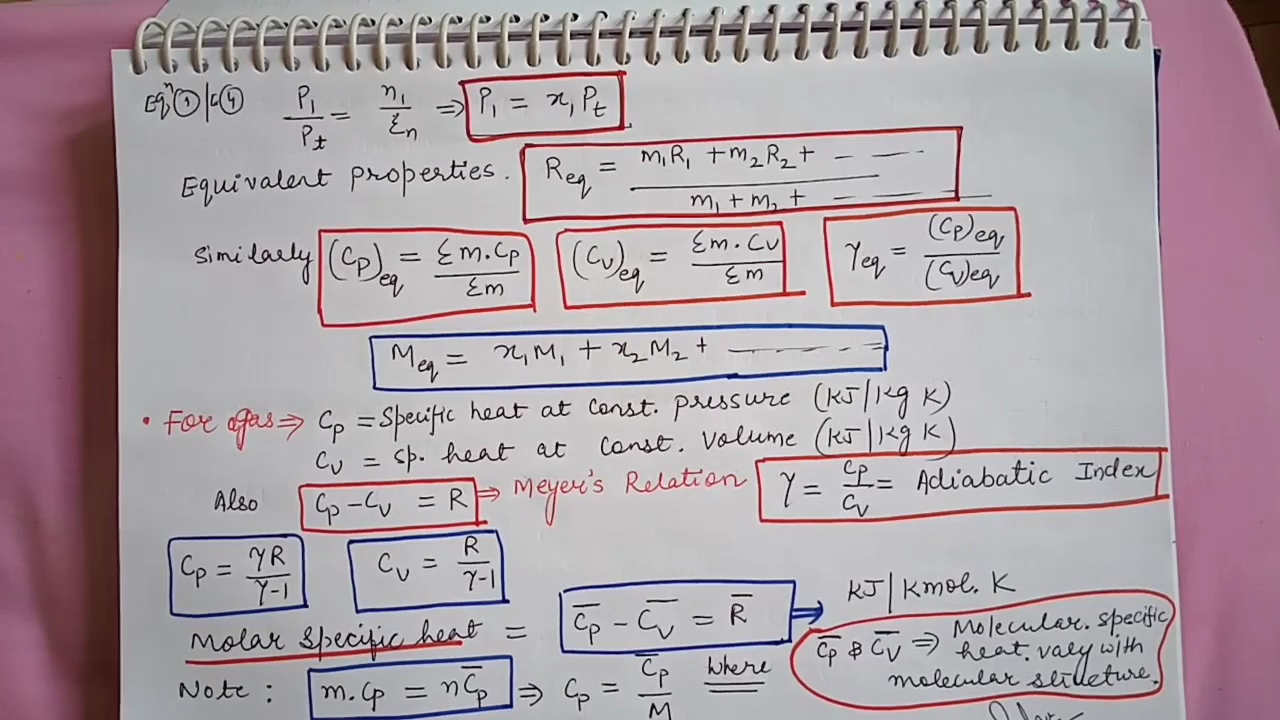 Eqⁿ ① / ④ P₁/Pt = n₁/Σn ⇒ P₁ = x₁ Pt
Equivalent properties. Req = m₁R₁ + m₂R₂ + - — / m₁ + m₂ + - —
Similarly (Cp)eq = Σm.Cp / Σm (Cv)eq = Σm.Cv / Σm γeq = (Cp)eq / (Cv)eq
Meq = x₁M₁ + x₂M₂ + — - - - =
• For gas ⇒ Cp = Specific heat at const. pressure (KJ/Kg K)
Cv = sp. heat at const. volume (KJ/Kg K)
Also Cp - Cv = R ⇒ Meyer's Relation γ = Cp/Cv = Adiabatic Index
Cp = γR/γ-1 Cv = R/γ-1
Molar specific heat = C̅p - C̅v = R̅ ⇒ KJ/Kmol. K
Note : m.Cp = nC̅p ⇒ Cp = C̅p/M where
C̅p & C̅v ⇒ Molecular. specific
heat. vary with
molecular structure.